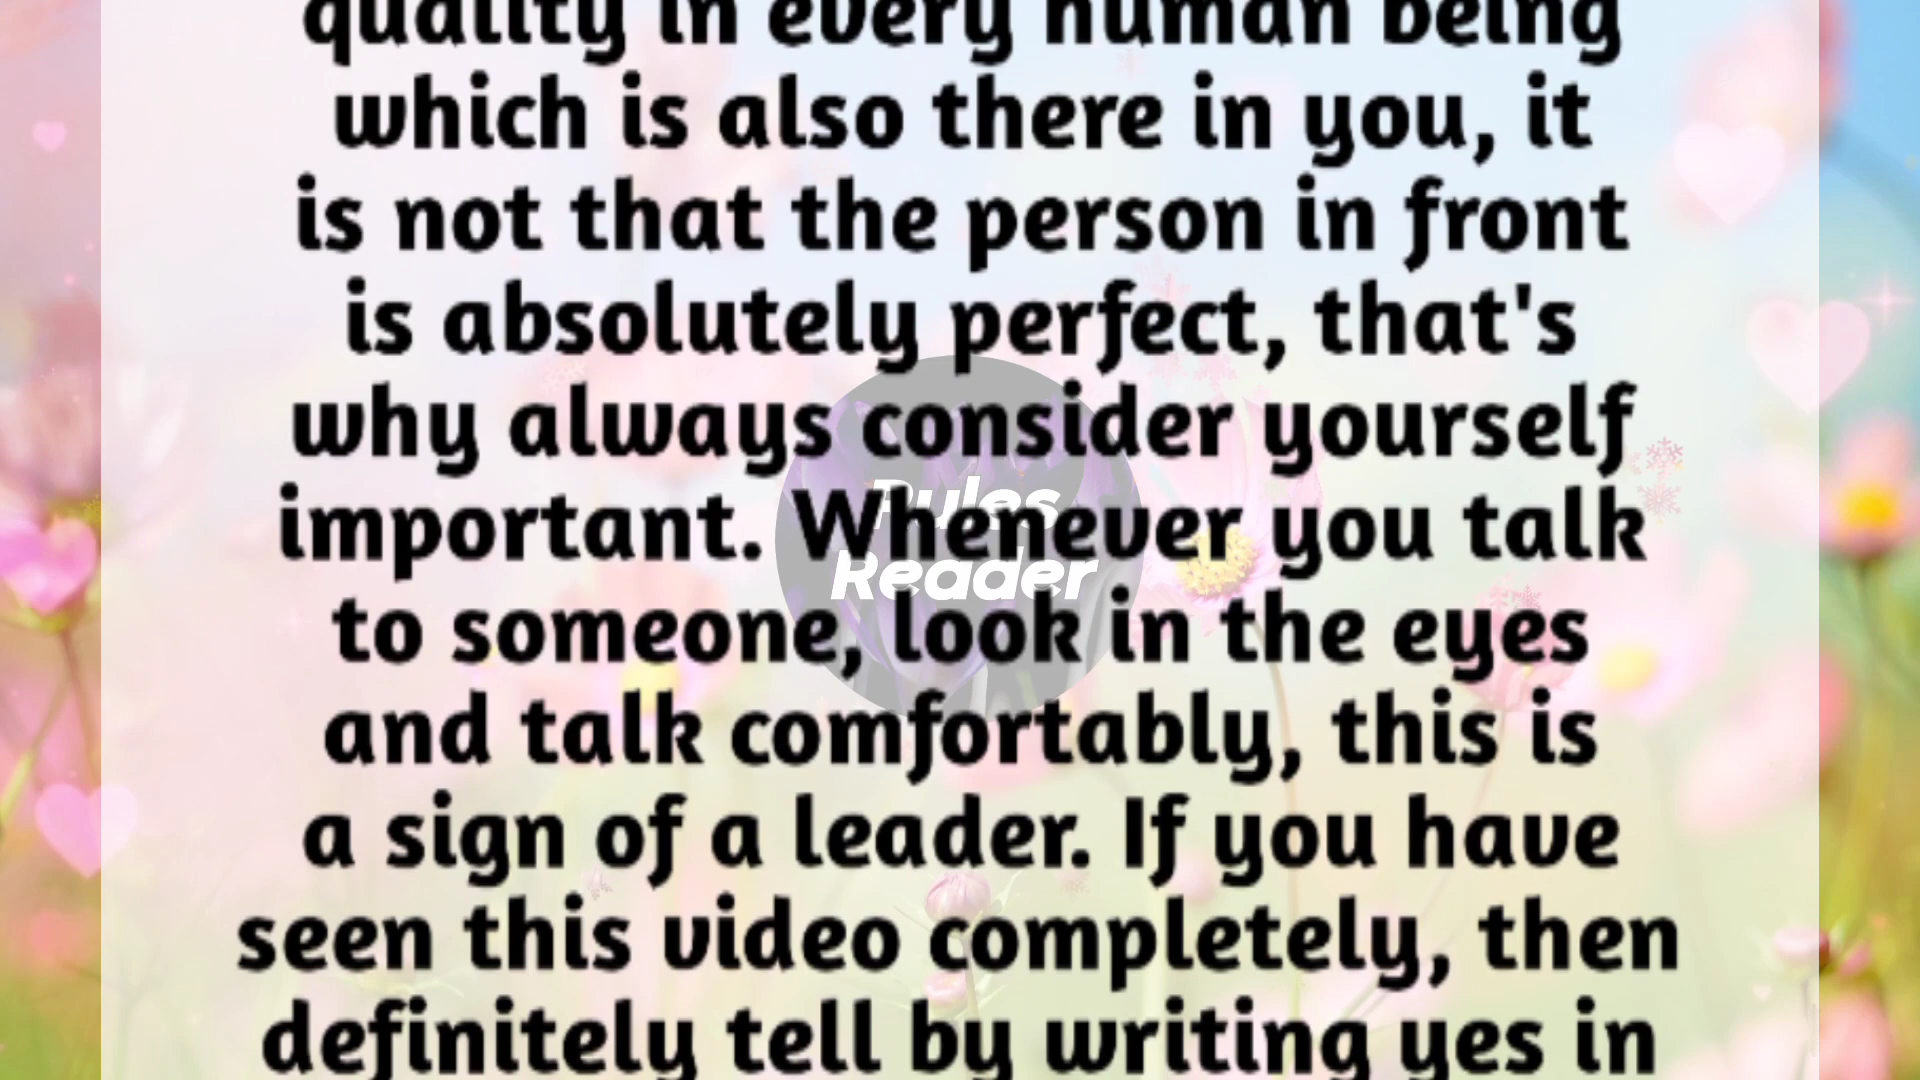 quality in every human being
which is also there in you, it
is not that the person in front
is absolutely perfect, that's
why always consider yourself
important. Whenever you talk
to someone, look in the eyes
and talk comfortably, this is
a sign of a leader. If you have
seen this video completely, then
definitely tell by writing yes in
Rules
Reader